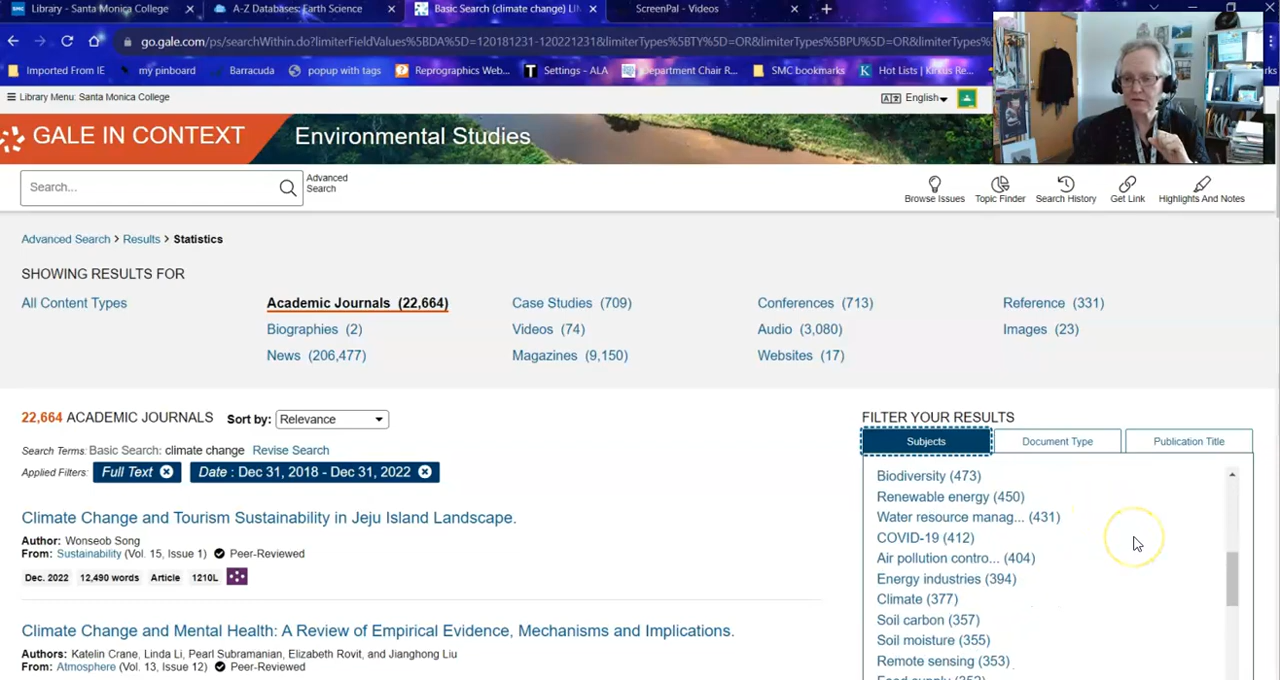 Library - Santa Monica College
A-Z Databases: Earth Science
Basic Search (climate change) LIN
ScreenPal - Videos
go.gale.com/ps/searchWithin.do?limiterFieldValues%5BDA%5D=120181231-120221231&limiterTypes%5BTY%5D=OR&limiterTypes%5BPU%5D=OR&limiterTypes%5
Imported From IE
my pinboard
Barracuda
popup with tags
Reprographics Web...
Settings - ALA
Department Chair R...
SMC bookmarks
Hot Lists | Kirkus Re...
Library Menu: Santa Monica College
English
GALE IN CONTEXT
Environmental Studies
Search...
Advanced
Search
Browse Issues
Topic Finder
Search History
Get Link
Highlights And Notes
Advanced Search > Results > Statistics
SHOWING RESULTS FOR
All Content Types
Academic Journals (22,664)
Case Studies (709)
Conferences (713)
Reference (331)
Biographies (2)
Videos (74)
Audio (3,080)
Images (23)
News (206,477)
Magazines (9,150)
Websites (17)
22,664 ACADEMIC JOURNALS
Sort by: Relevance
Search Terms: Basic Search: climate change Revise Search
Applied Filters: Full Text Date : Dec 31, 2018 - Dec 31, 2022
Climate Change and Tourism Sustainability in Jeju Island Landscape.
Author: Wonseob Song
From: Sustainability (Vol. 15, Issue 1) Peer-Reviewed
Dec. 2022 12,490 words Article 1210L
Climate Change and Mental Health: A Review of Empirical Evidence, Mechanisms and Implications.
Authors: Katelin Crane, Linda Li, Pearl Subramanian, Elizabeth Rovit, and Jianghong Liu
From: Atmosphere (Vol. 13, Issue 12) Peer-Reviewed
FILTER YOUR RESULTS
Subjects
Document Type
Publication Title
Biodiversity (473)
Renewable energy (450)
Water resource manag... (431)
COVID-19 (412)
Air pollution contro... (404)
Energy industries (394)
Climate (377)
Soil carbon (357)
Soil moisture (355)
Remote sensing (353)